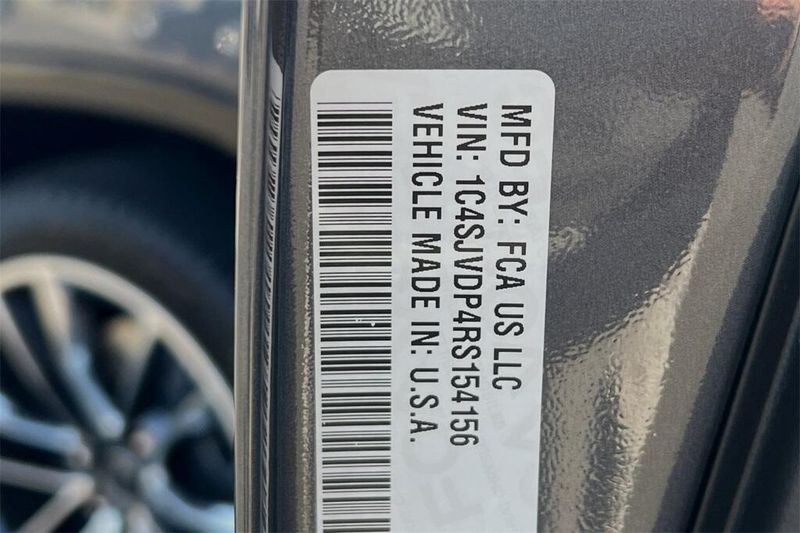 MFD BY: FCA US LLC
VIN: 1C4SJVDP4RS154156
VEHICLE MADE IN: U.S.A.